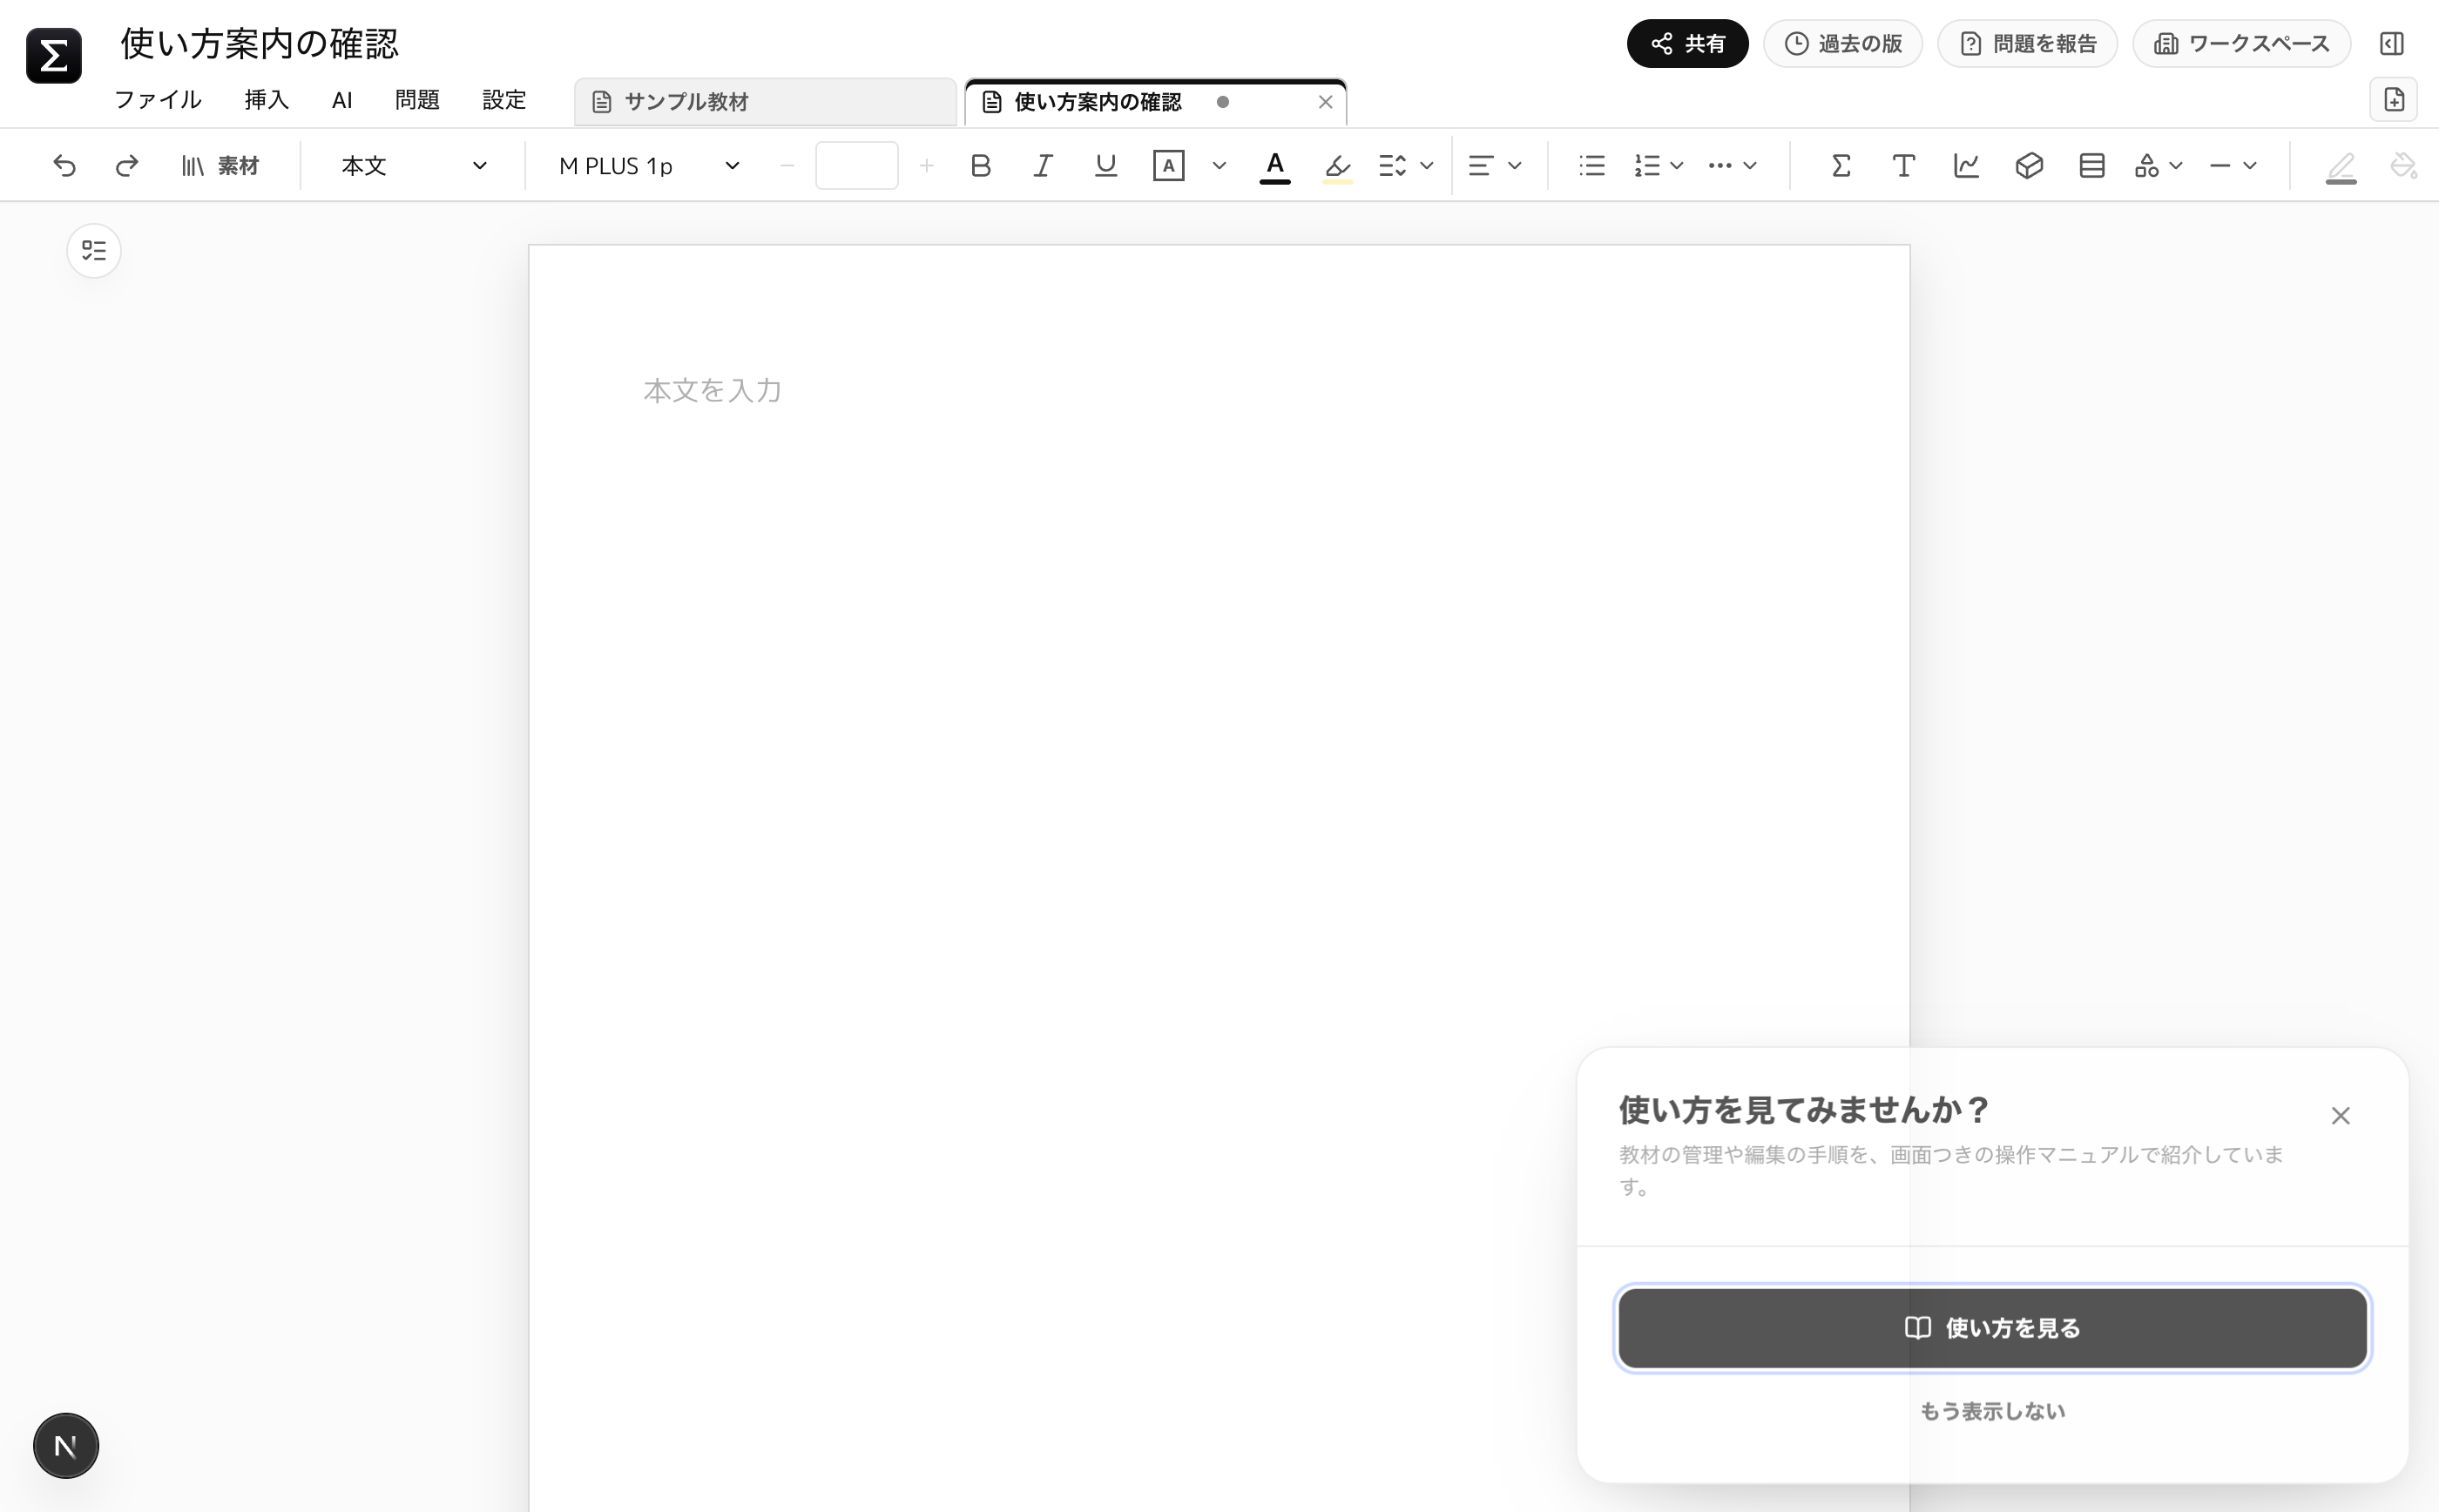 Σ
使い方案内の確認
共有
過去の版
問題を報告
ワークスペース
ファイル
挿入
AI
問題
設定
サンプル教材
使い方案内の確認
素材
本文
M PLUS 1p
本文を入力
使い方を見てみませんか？
教材の管理や編集の手順を、画面つきの操作マニュアルで紹介していま
す。
使い方を見る
もう表示しない
N